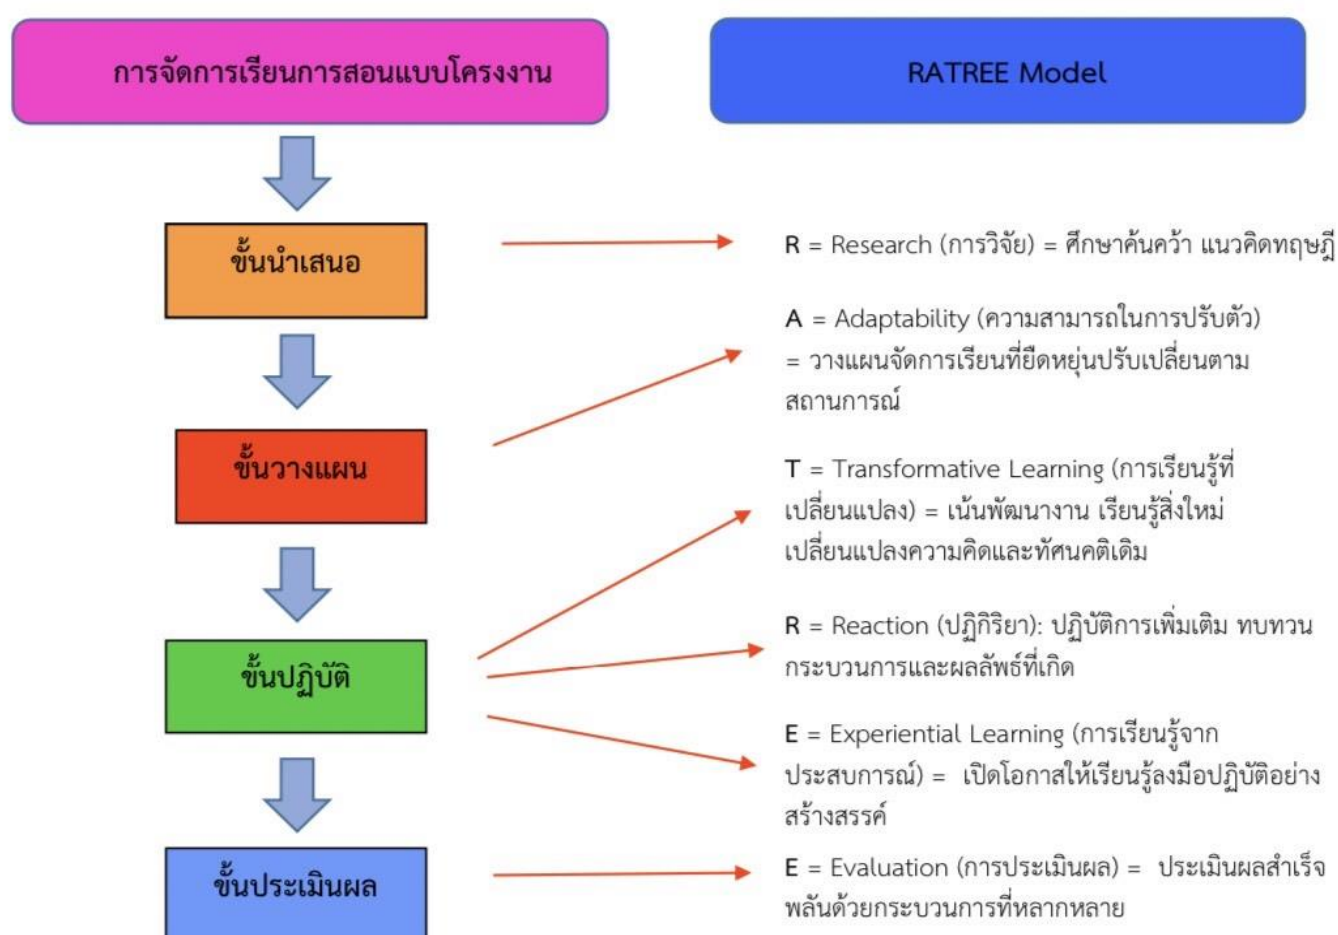 การจัดการเรียนการสอนแบบโครงงาน
RATREE Model
ขั้นนำเสนอ
R = Research (การวิจัย) = ศึกษาค้นคว้า แนวคิดทฤษฎี
A = Adaptability (ความสามารถในการปรับตัว)
= วางแผนจัดการเรียนที่ยืดหยุ่นปรับเปลี่ยนตาม
สถานการณ์
ขั้นวางแผน
T = Transformative Learning (การเรียนรู้ที่
เปลี่ยนแปลง) = เน้นพัฒนางาน เรียนรู้สิ่งใหม่
เปลี่ยนแปลงความคิดและทัศนคติเดิม
ขั้นปฏิบัติ
R = Reaction (ปฏิกิริยา): ปฏิบัติการเพิ่มเติม ทบทวน
กระบวนการและผลลัพธ์ที่เกิด
E = Experiential Learning (การเรียนรู้จาก
ประสบการณ์) = เปิดโอกาสให้เรียนรู้ลงมือปฏิบัติอย่าง
สร้างสรรค์
ขั้นประเมินผล
E = Evaluation (การประเมินผล) = ประเมินผลสำเร็จ
พลันด้วยกระบวนการที่หลากหลาย